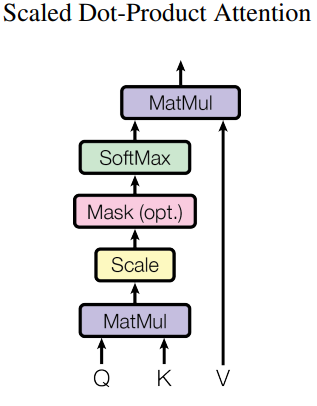 Scaled Dot-Product Attention
MatMul
SoftMax
Mask (opt.)
Scale
MatMul
Q K V